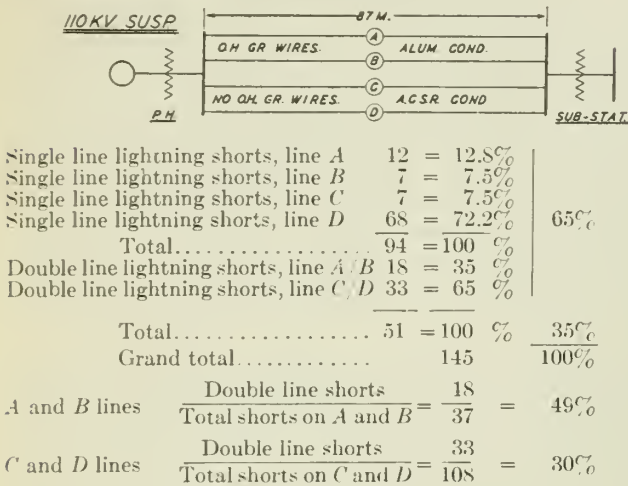 110 KV SUSP.
87 M.
A
O.H. GR. WIRES. ALUM. COND.
B
C
NO O.H. GR. WIRES. A.C.S.R. COND
D
P.H.
SUB-STAT.
Single line lightning shorts, line A 12 = 12.8%
Single line lightning shorts, line B 7 = 7.5%
Single line lightning shorts, line C 7 = 7.5%
Single line lightning shorts, line D 68 = 72.2% 65%
Total.................. 94 =100 %
Double line lightning shorts, line A/B 18 = 35 %
Double line lightning shorts, line C/D 33 = 65 %
Total.................. 51 =100 % 35%
Grand total............. 145 100%
Double line shorts 18
A and B lines = = 49%
Total shorts on A and B 37
Double line shorts 33
C and D lines = = 30%
Total shorts on C and D 108